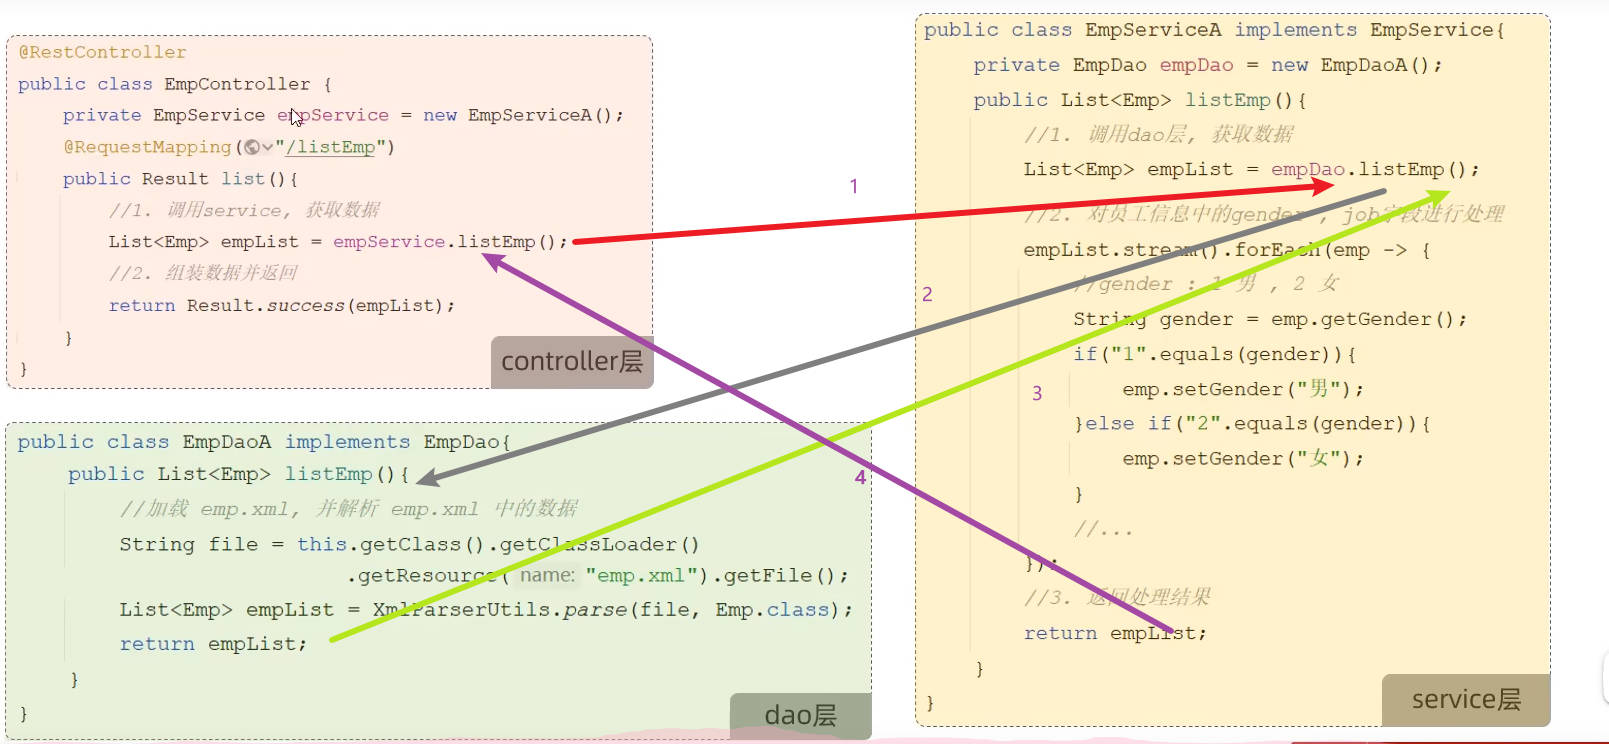 @RestController
public class EmpController {
private EmpService empService = new EmpServiceA();
@RequestMapping("/listEmp")
public Result list(){
//1. 调用service, 获取数据
List<Emp> empList = empService.listEmp();
//2. 组装数据并返回
return Result.success(empList);
}
}
controller层
public class EmpDaoA implements EmpDao{
public List<Emp> listEmp(){
//加载 emp.xml, 并解析 emp.xml 中的数据
String file = this.getClass().getClassLoader()
.getResource( name: "emp.xml").getFile();
List<Emp> empList = XmlParserUtils.parse(file, Emp.class);
return empList;
}
}
dao层
1
2
3
4
public class EmpServiceA implements EmpService{
private EmpDao empDao = new EmpDaoA();
public List<Emp> listEmp(){
//1. 调用dao层, 获取数据
List<Emp> empList = empDao.listEmp();
//2. 对员工信息中的gender , job字段进行处理
empList.stream().forEach(emp -> {
//gender : 1 男 , 2 女
String gender = emp.getGender();
if("1".equals(gender)){
emp.setGender("男");
}else if("2".equals(gender)){
emp.setGender("女");
}
//...
});
//3. 返回处理结果
return empList;
}
}
service层